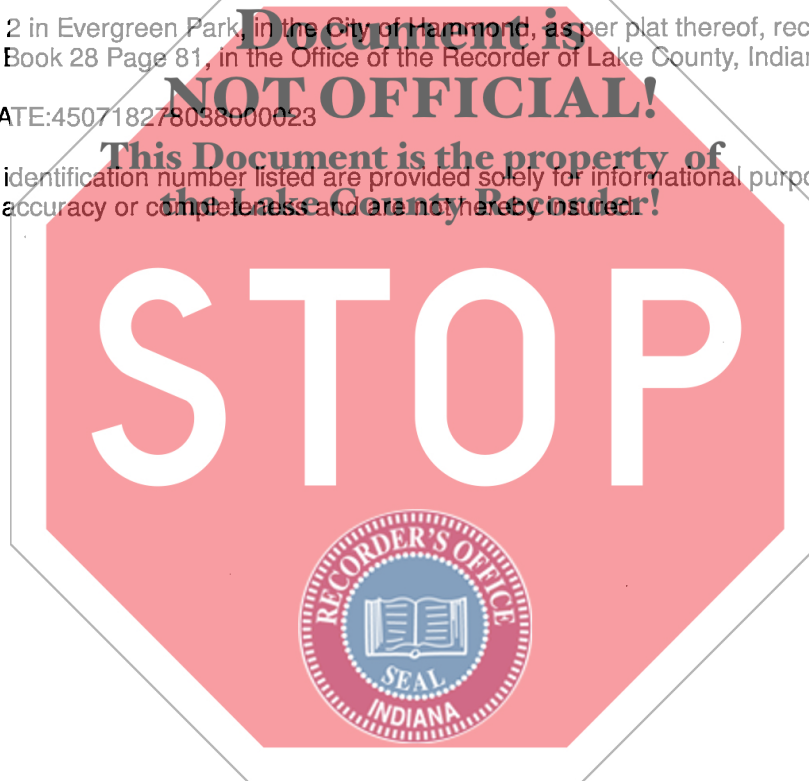 2 in Evergreen Park, in the City of Hammond, as per plat thereof, rec
Document is
Book 28 Page 81, in the Office of the Recorder of Lake County, Indian
NOT OFFICIAL!
ATE:450718278038000023
This Document is the property of
identification number listed are provided solely for informational purpo
the Lake County Recorder!
accuracy or completeness and are not hereby insured.
STOP
RECORDER'S OFFICE
SEAL
INDIANA